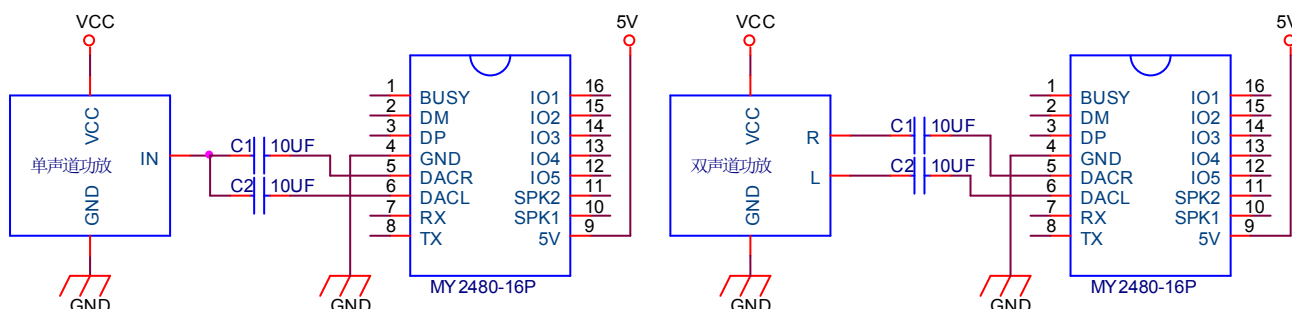 VCC
5V
VCC
GND
单声道功放
IN
C1 10UF
C2 10UF
1 BUSY IO1 16
2 DM IO2 15
3 DP IO3 14
4 GND IO4 13
5 DACR IO5 12
6 DACL SPK2 11
7 RX SPK1 10
8 TX 5V 9
GND
GND
MY2480-16P
VCC
5V
VCC
GND
双声道功放
R
L
C1 10UF
C2 10UF
1 BUSY IO1 16
2 DM IO2 15
3 DP IO3 14
4 GND IO4 13
5 DACR IO5 12
6 DACL SPK2 11
7 RX SPK1 10
8 TX 5V 9
GND
GND
MY2480-16P